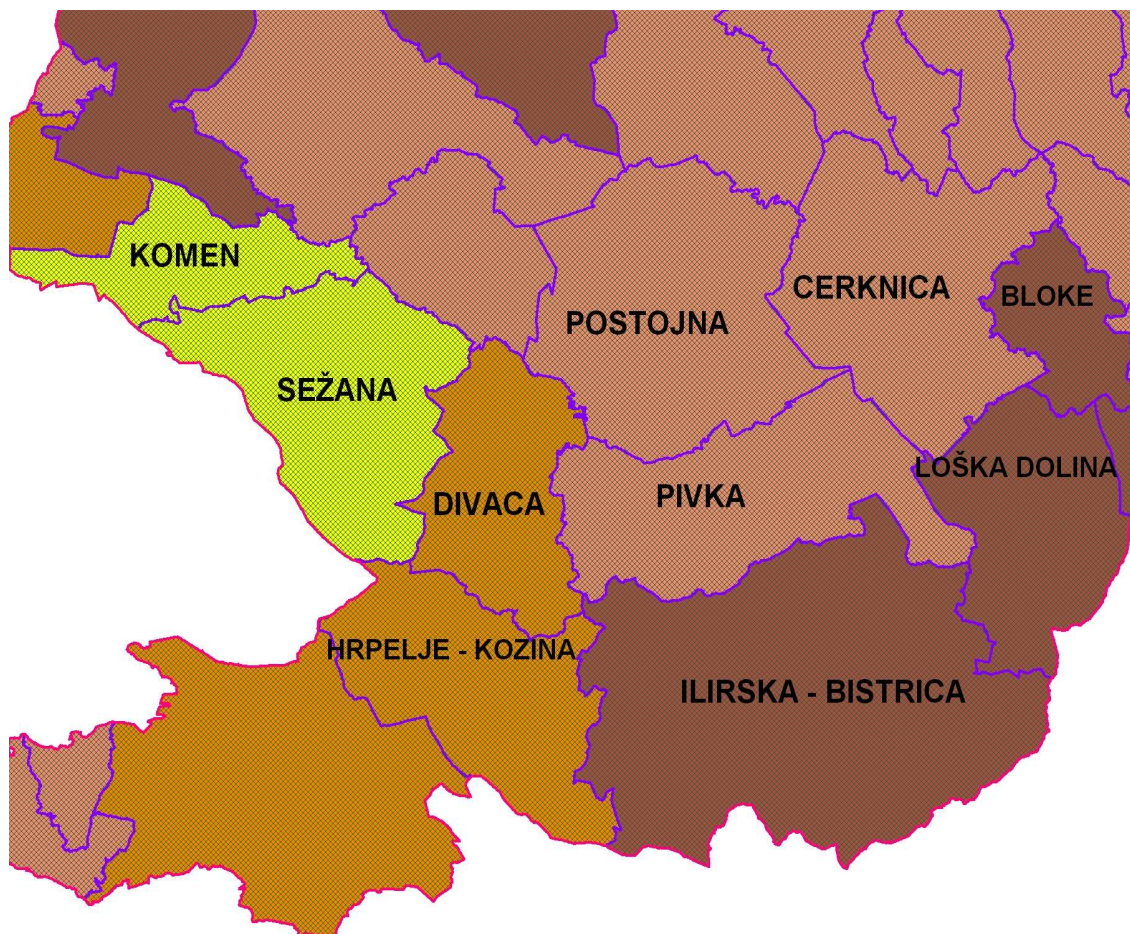 KOMEN
CERKNICA
BLOKE
POSTOJNA
SEŽANA
LOŠKA DOLINA
DIVACA
PIVKA
HRPELJE - KOZINA
ILIRSKA - BISTRICA